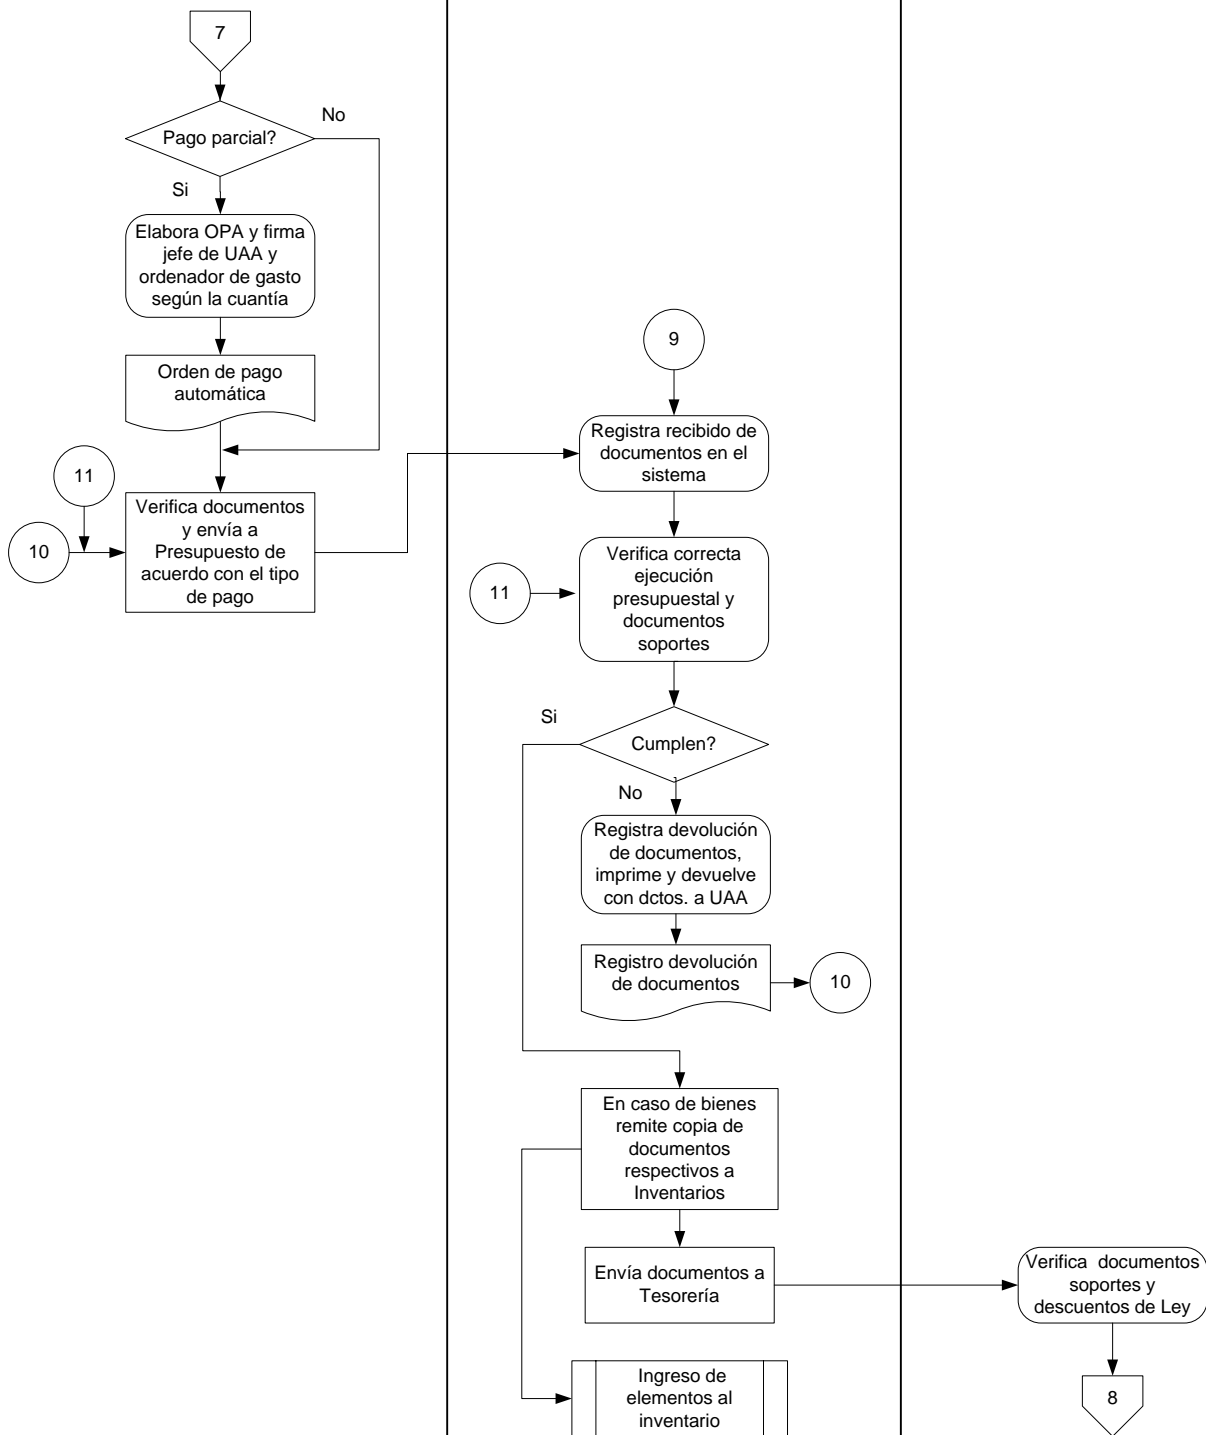 7
Pago parcial?
No
Si
Elabora OPA y firma
jefe de UAA y
ordenador de gasto
según la cuantía
Orden de pago
automática
11
10
Verifica documentos
y envía a
Presupuesto de
acuerdo con el tipo
de pago
9
Registra recibido de
documentos en el
sistema
11
Verifica correcta
ejecución
presupuestal y
documentos
soportes
Si
Cumplen?
No
Registra devolución
de documentos,
imprime y devuelve
con dctos. a UAA
Registro devolución
de documentos
10
En caso de bienes
remite copia de
documentos
respectivos a
Inventarios
Envía documentos a
Tesorería
Ingreso de
elementos al
inventario
Verifica  documentos
soportes y
descuentos de Ley
8